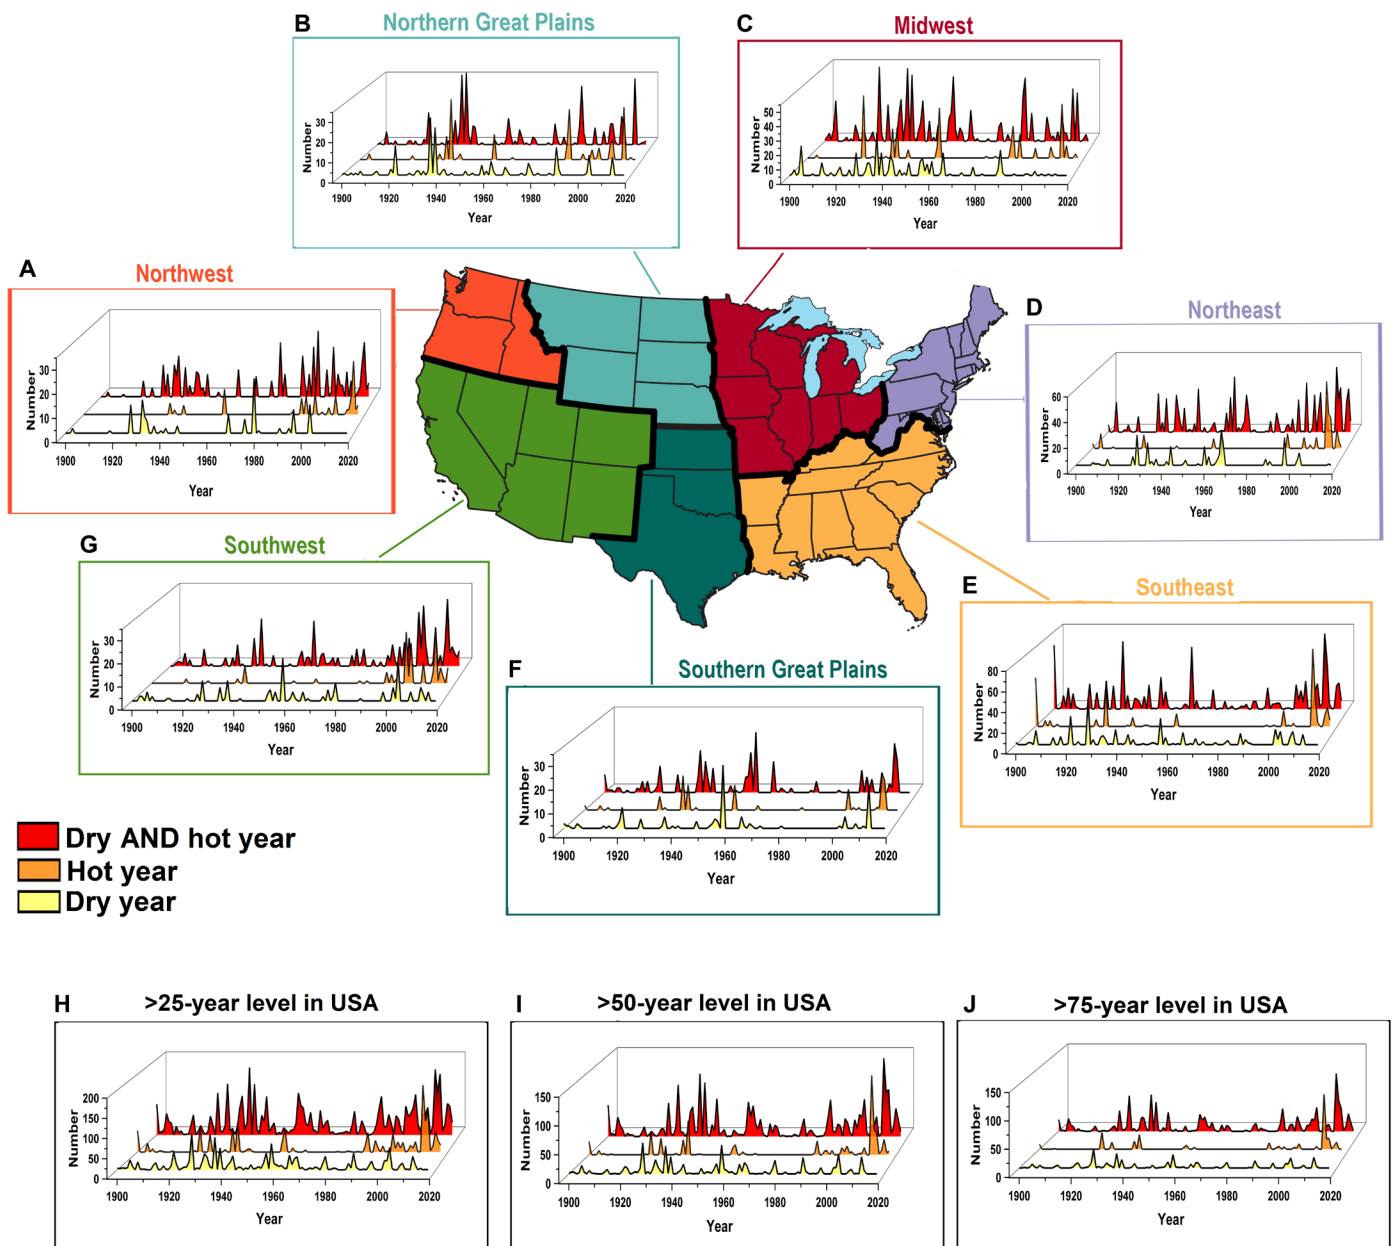 B Northern Great Plains
Number
30
20
10
0
1900 1920 1940 1960 1980 2000 2020
Year
C Midwest
Number
50
40
30
20
10
0
1900 1920 1940 1960 1980 2000 2020
Year
A Northwest
Number
30
20
10
0
1900 1920 1940 1960 1980 2000 2020
Year
D Northeast
Number
60
40
20
0
1900 1920 1940 1960 1980 2000 2020
Year
G Southwest
Number
30
20
10
0
1900 1920 1940 1960 1980 2000 2020
Year
E Southeast
Number
80
60
40
20
0
1900 1920 1940 1960 1980 2000 2020
Year
F Southern Great Plains
Number
30
20
10
0
1900 1920 1940 1960 1980 2000 2020
Year
Dry AND hot year
Hot year
Dry year
H >25-year level in USA
Number
200
150
100
50
0
1900 1920 1940 1960 1980 2000 2020
Year
I >50-year level in USA
Number
150
100
50
0
1900 1920 1940 1960 1980 2000 2020
Year
J >75-year level in USA
Number
150
100
50
0
1900 1920 1940 1960 1980 2000 2020
Year